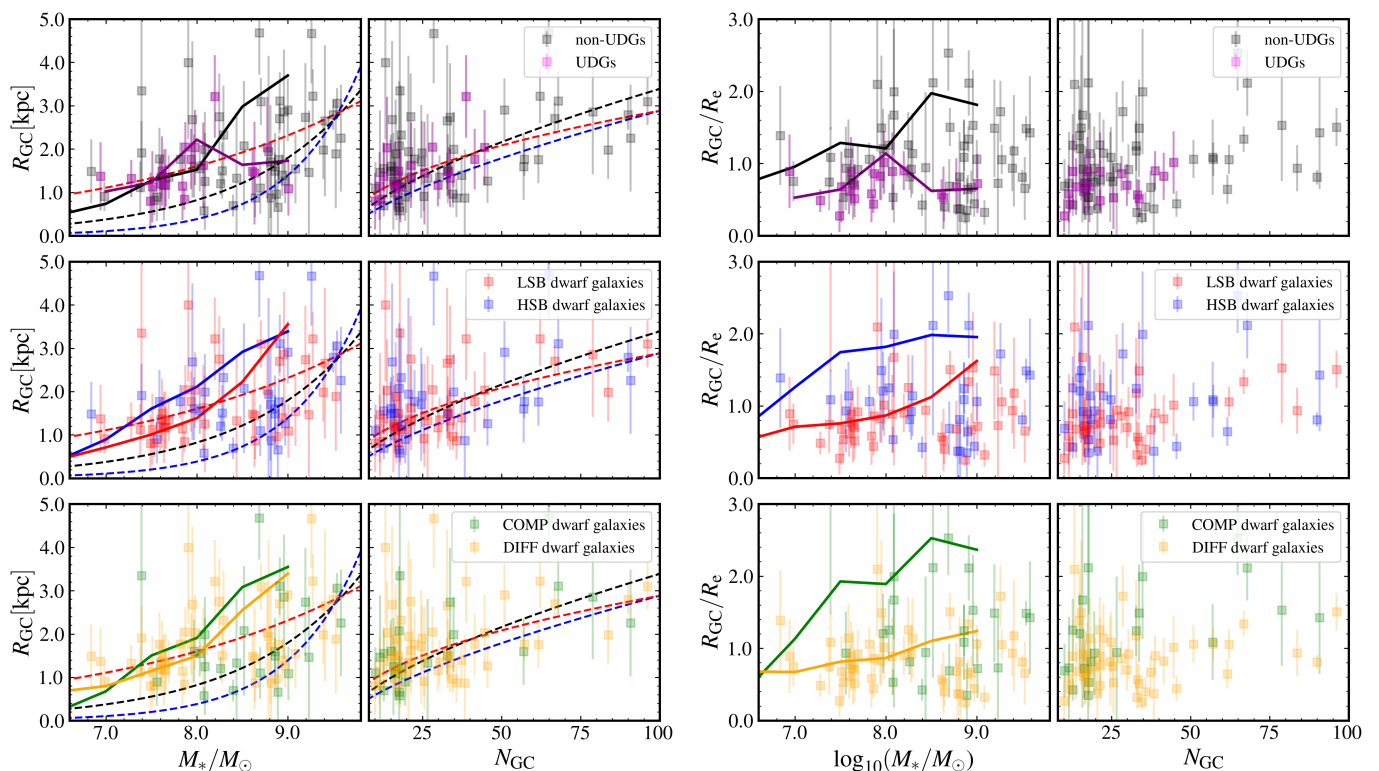 5.0
4.0
3.0
2.0
1.0
0.0
R_GC[kpc]
non-UDGs
UDGs
3.0
2.0
1.0
0.0
R_GC/R_e
non-UDGs
UDGs
5.0
4.0
3.0
2.0
1.0
0.0
R_GC[kpc]
LSB dwarf galaxies
HSB dwarf galaxies
3.0
2.0
1.0
0.0
R_GC/R_e
LSB dwarf galaxies
HSB dwarf galaxies
5.0
4.0
3.0
2.0
1.0
0.0
R_GC[kpc]
COMP dwarf galaxies
DIFF dwarf galaxies
3.0
2.0
1.0
0.0
R_GC/R_e
COMP dwarf galaxies
DIFF dwarf galaxies
7.0 8.0 9.0 25 50 75 100
7.0 8.0 9.0 25 50 75 100
M_*/M_⊙ N_GC
log_10(M_*/M_⊙) N_GC